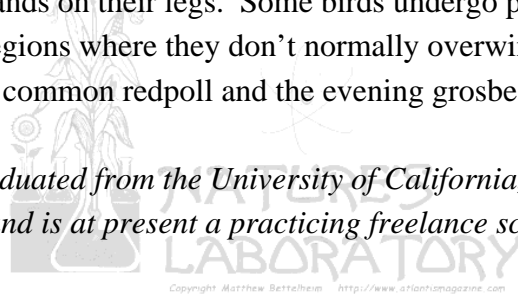 ands on their legs. Some birds undergo p
egions where they don't normally overwi
common redpoll and the evening grosbe
duated from the University of California,
nd is at present a practicing freelance sc
NATURE'S
LABORATORY
Copyright Matthew Bettelheim http://www.atlantismagazine.com